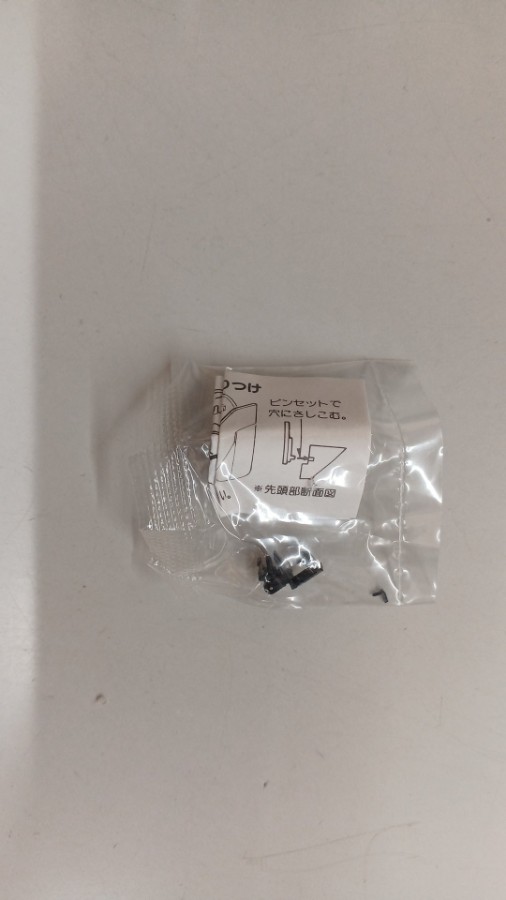 つけ
ピンセットで
穴にさしこむ。
い。
※先頭部断面図